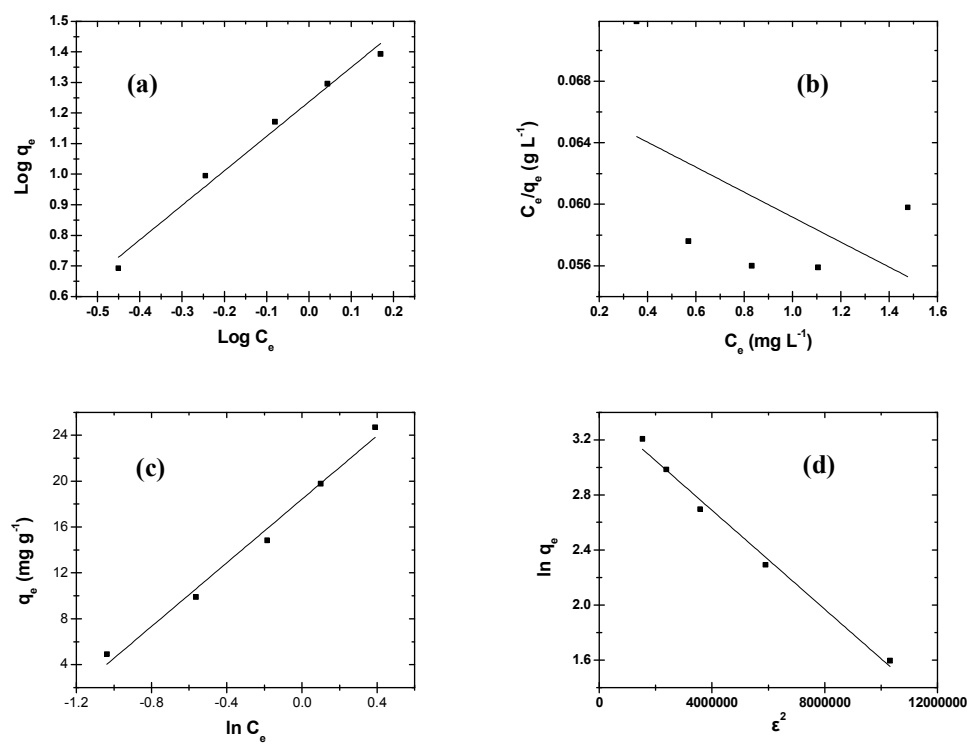 1.5
1.4
1.3
1.2
1.1
1.0
0.9
0.8
0.7
0.6
Log qe
(a)
-0.5 -0.4 -0.3 -0.2 -0.1 0.0 0.1 0.2
Log Ce
0.068
0.064
0.060
0.056
Ce/qe (g L-1)
(b)
0.2 0.4 0.6 0.8 1.0 1.2 1.4 1.6
Ce (mg L-1)
24
20
16
12
8
4
qe (mg g-1)
(c)
-1.2 -0.8 -0.4 0.0 0.4
ln Ce
3.2
2.8
2.4
2.0
1.6
ln qe
(d)
0 4000000 8000000 12000000
ε2